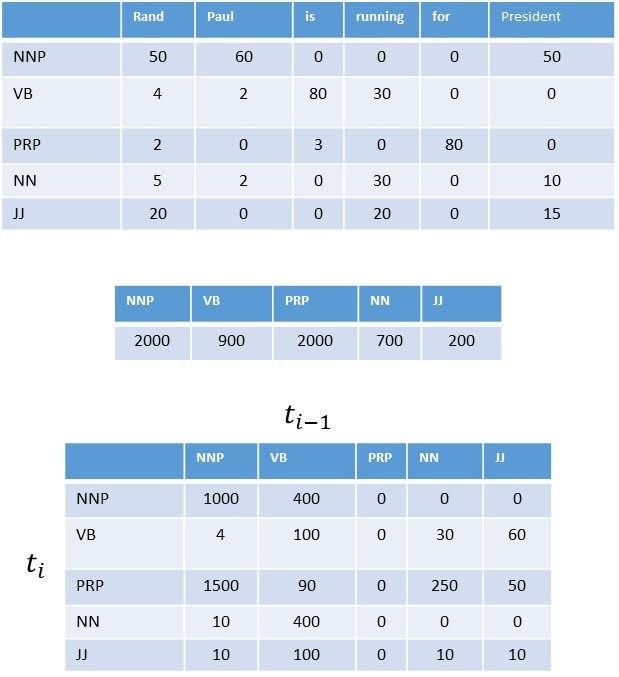 Rand Paul is running for President
NNP 50 60 0 0 0 50
VB 4 2 80 30 0 0
PRP 2 0 3 0 80 0
NN 5 2 0 30 0 10
JJ 20 0 0 20 0 15
NNP VB PRP NN JJ
2000 900 2000 700 200
t_{i−1}
NNP VB PRP NN JJ
NNP 1000 400 0 0 0
VB 4 100 0 30 60
t_i
PRP 1500 90 0 250 50
NN 10 400 0 0 0
JJ 10 100 0 10 10